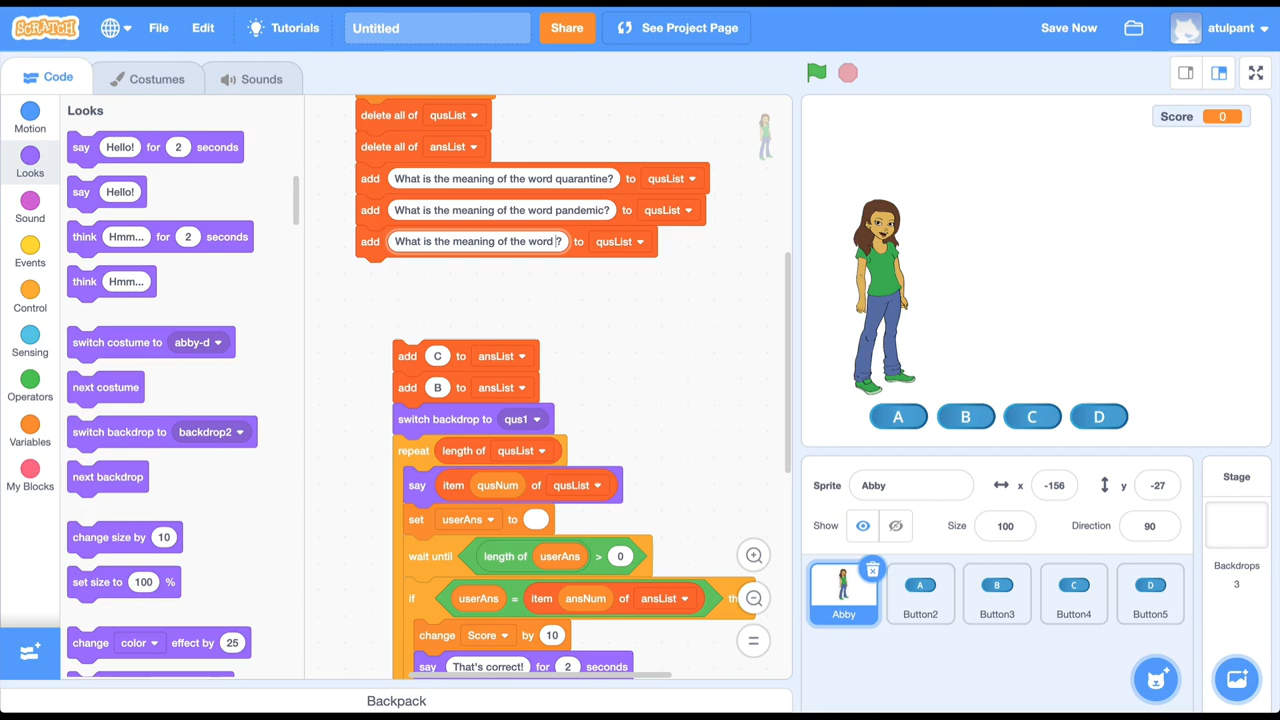 SCRATCH File Edit Tutorials Untitled Share See Project Page Save Now atulpant
Code Costumes Sounds
Motion
Looks
Sound
Events
Control
Sensing
Operators
Variables
My Blocks
Looks
say Hello! for 2 seconds
say Hello!
think Hmm... for 2 seconds
think Hmm...
switch costume to abby-d
next costume
switch backdrop to backdrop2
next backdrop
change size by 10
set size to 100 %
change color effect by 25
delete all of qusList
delete all of ansList
add What is the meaning of the word quarantine? to qusList
add What is the meaning of the word pandemic? to qusList
add What is the meaning of the word ? to qusList
add C to ansList
add B to ansList
switch backdrop to qus1
repeat length of qusList
say item qusNum of qusList
set userAns to
wait until length of userAns > 0
if userAns = item ansNum of ansList th
change Score by 10
say That's correct! for 2 seconds
Backpack
Score 0
A B C D
Sprite Abby x -156 y -27
Show Size 100 Direction 90
A B C D
Abby Button2 Button3 Button4 Button5
Stage
Backdrops
3